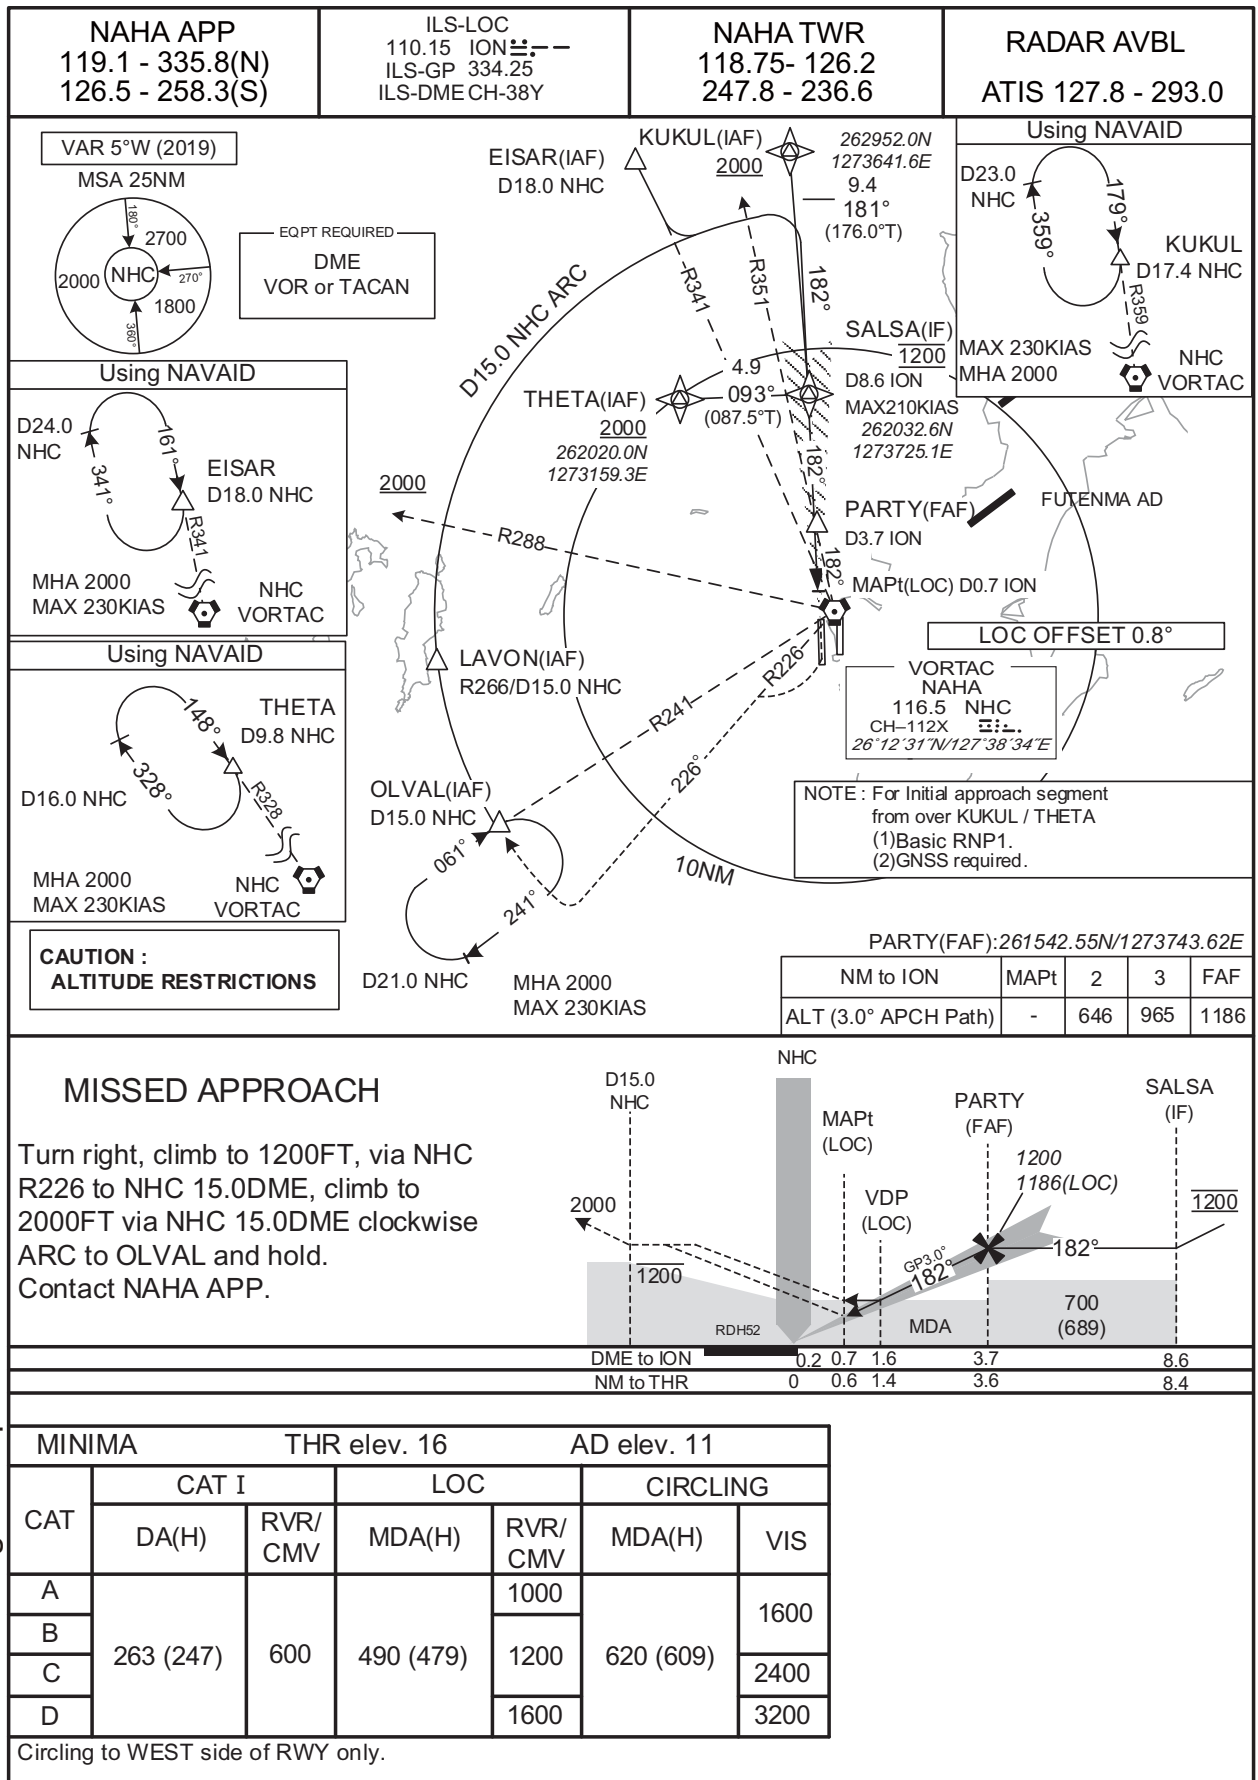 NAHA APP
119.1 - 335.8(N)
126.5 - 258.3(S)
ILS-LOC
110.15 ION
ILS-GP 334.25
ILS-DME CH-38Y
NAHA TWR
118.75- 126.2
247.8 - 236.6
RADAR AVBL
ATIS 127.8 - 293.0
VAR 5°W (2019)
MSA 25NM
180°
2700
2000
NHC
270°
1800
360°
EQPT REQUIRED
DME
VOR or TACAN
EISAR(IAF)
D18.0 NHC
KUKUL(IAF)
2000
262952.0N
1273641.6E
9.4
181°
(176.0°T)
Using NAVAID
D23.0
NHC
179°
359°
KUKUL
D17.4 NHC
R359
MAX 230KIAS
MHA 2000
NHC
VORTAC
D15.0 NHC ARC
R341
R351
182°
SALSA(IF)
1200
D8.6 ION
MAX210KIAS
262032.6N
1273725.1E
4.9
093°
(087.5°T)
THETA(IAF)
2000
262020.0N
1273159.3E
Using NAVAID
D24.0
NHC
161°
341°
EISAR
D18.0 NHC
R341
MHA 2000
MAX 230KIAS
NHC
VORTAC
2000
R288
182°
PARTY(FAF)
D3.7 ION
FUTENMA AD
182°
MAPt(LOC) D0.7 ION
LOC OFFSET 0.8°
Using NAVAID
THETA
D9.8 NHC
148°
328°
D16.0 NHC
R328
MHA 2000
MAX 230KIAS
NHC
VORTAC
LAVON(IAF)
R266/D15.0 NHC
R241
R226
226°
VORTAC
NAHA
116.5 NHC
CH–112X
26°12´31˝N/127°38´34˝E
OLVAL(IAF)
D15.0 NHC
061°
241°
D21.0 NHC
MHA 2000
MAX 230KIAS
10NM
NOTE : For Initial approach segment
from over KUKUL / THETA
(1)Basic RNP1.
(2)GNSS required.
CAUTION :
ALTITUDE RESTRICTIONS
PARTY(FAF):261542.55N/1273743.62E
NM to ION MAPt 2 3 FAF
ALT (3.0° APCH Path) - 646 965 1186
MISSED APPROACH
Turn right, climb to 1200FT, via NHC
R226 to NHC 15.0DME, climb to
2000FT via NHC 15.0DME clockwise
ARC to OLVAL and hold.
Contact NAHA APP.
D15.0
NHC
NHC
MAPt
(LOC)
VDP
(LOC)
PARTY
(FAF)
SALSA
(IF)
1200
1186(LOC)
1200
2000
1200
GP3.0°
182°
182°
RDH52
MDA
700
(689)
DME to ION 0.2 0.7 1.6 3.7 8.6
NM to THR 0 0.6 1.4 3.6 8.4
MINIMA THR elev. 16 AD elev. 11
CAT CAT I LOC CIRCLING
DA(H) RVR/CMV MDA(H) RVR/CMV MDA(H) VIS
A 1000
1600
B
263 (247) 600 490 (479) 1200 620 (609)
C 2400
D 1600 3200
Circling to WEST side of RWY only.